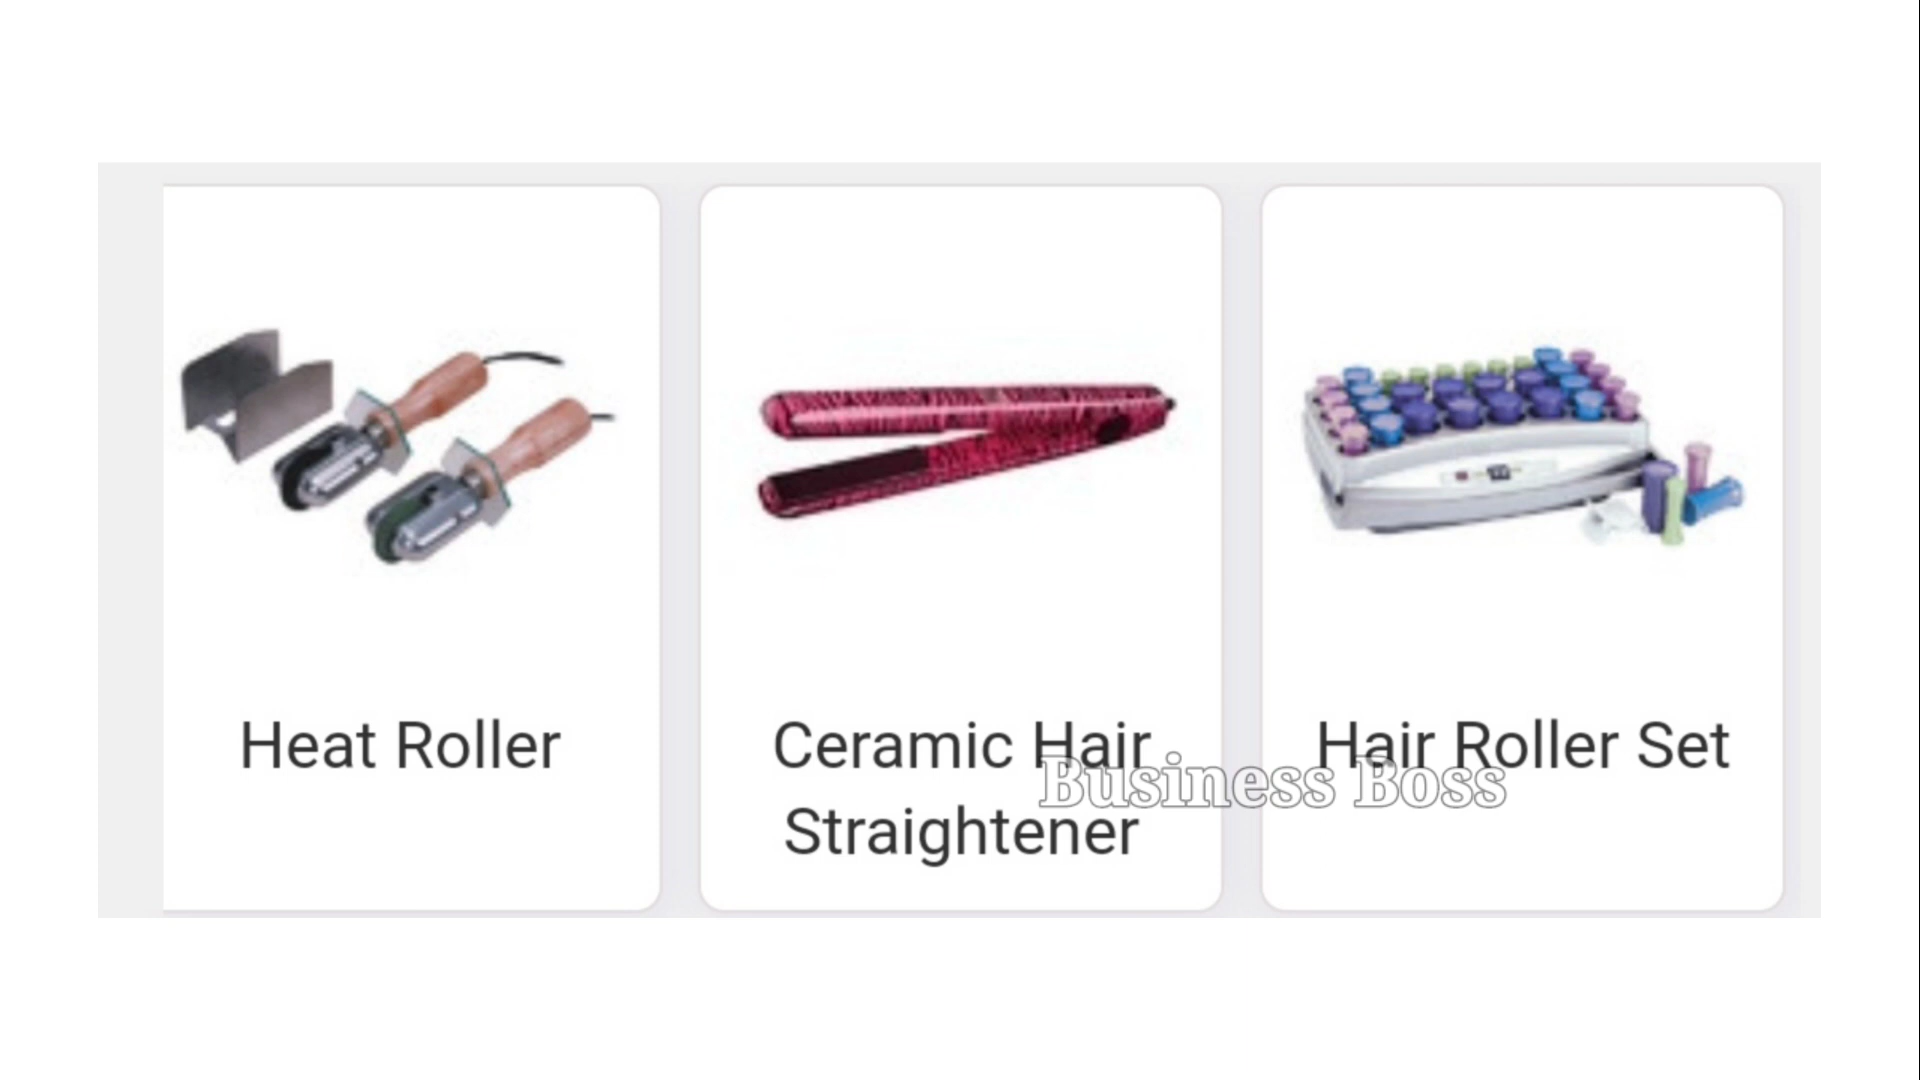 Heat Roller
Ceramic Hair
Straightener
Hair Roller Set
Business Boss